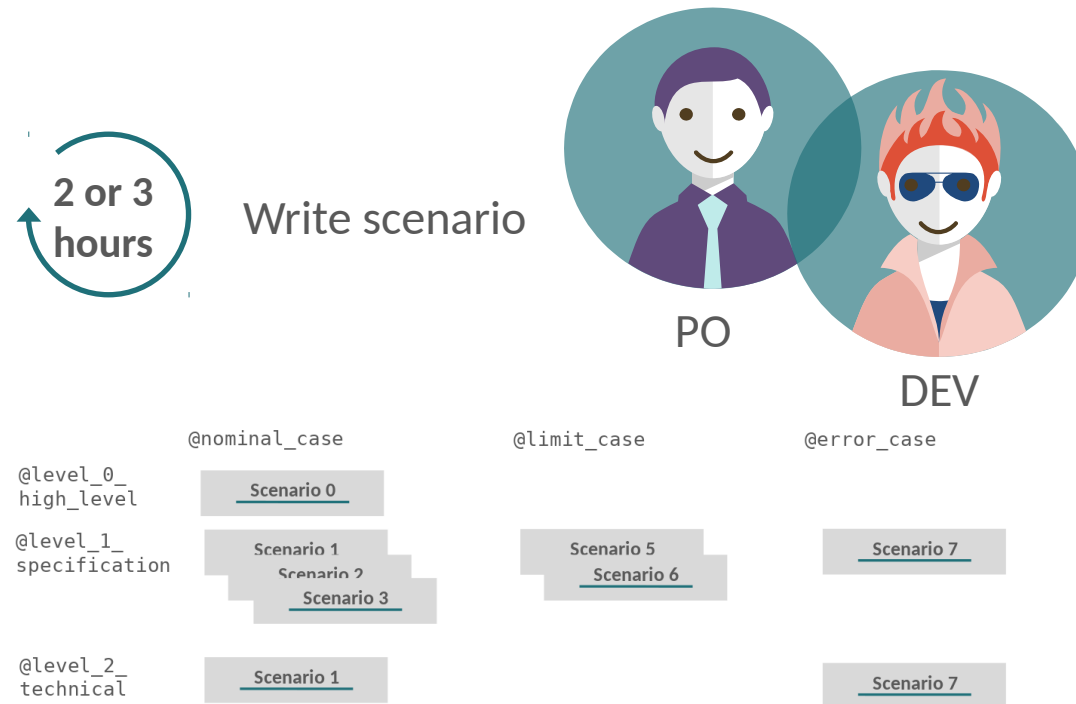 2 or 3
hours
Write scenario
PO
DEV
@nominal_case
@limit_case
@error_case
@level_0_
high_level
Scenario 0
@level_1_
specification
Scenario 1
Scenario 2
Scenario 3
Scenario 5
Scenario 6
Scenario 7
@level_2_
technical
Scenario 1
Scenario 7